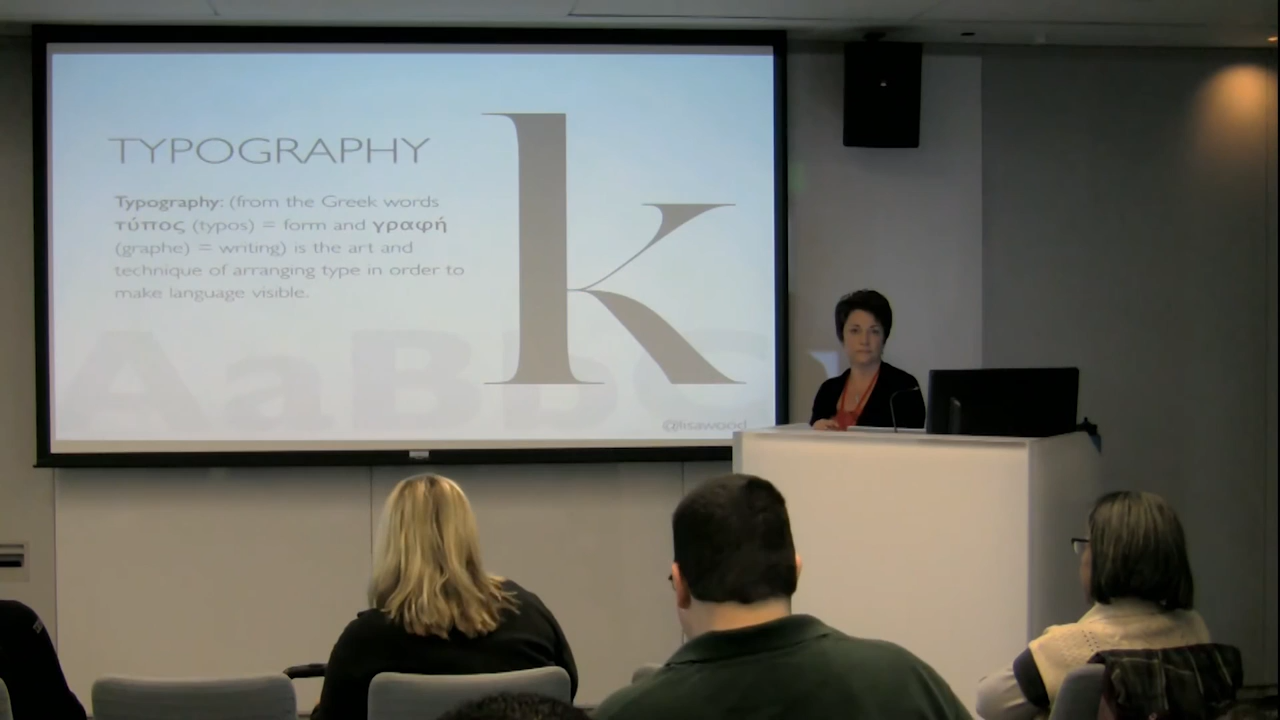 TYPOGRAPHY
Typography: (from the Greek words
τύπος (typos) = form and γραφή
(graphe) = writing) is the art and
technique of arranging type in order to
make language visible.
k
AaBbC
@lisawood